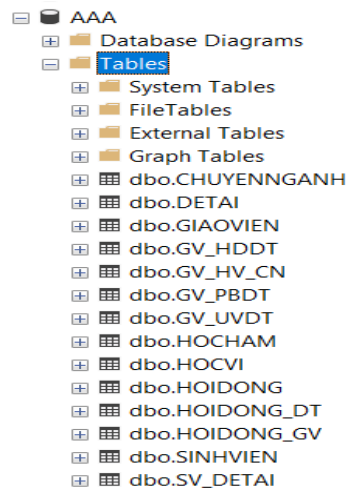 AAA
Database Diagrams
Tables
System Tables
FileTables
External Tables
Graph Tables
dbo.CHUYENNGANH
dbo.DETAI
dbo.GIAOVIEN
dbo.GV_HDDT
dbo.GV_HV_CN
dbo.GV_PBDT
dbo.GV_UVDT
dbo.HOCHAM
dbo.HOCVI
dbo.HOIDONG
dbo.HOIDONG_DT
dbo.HOIDONG_GV
dbo.SINHVIEN
dbo.SV_DETAI